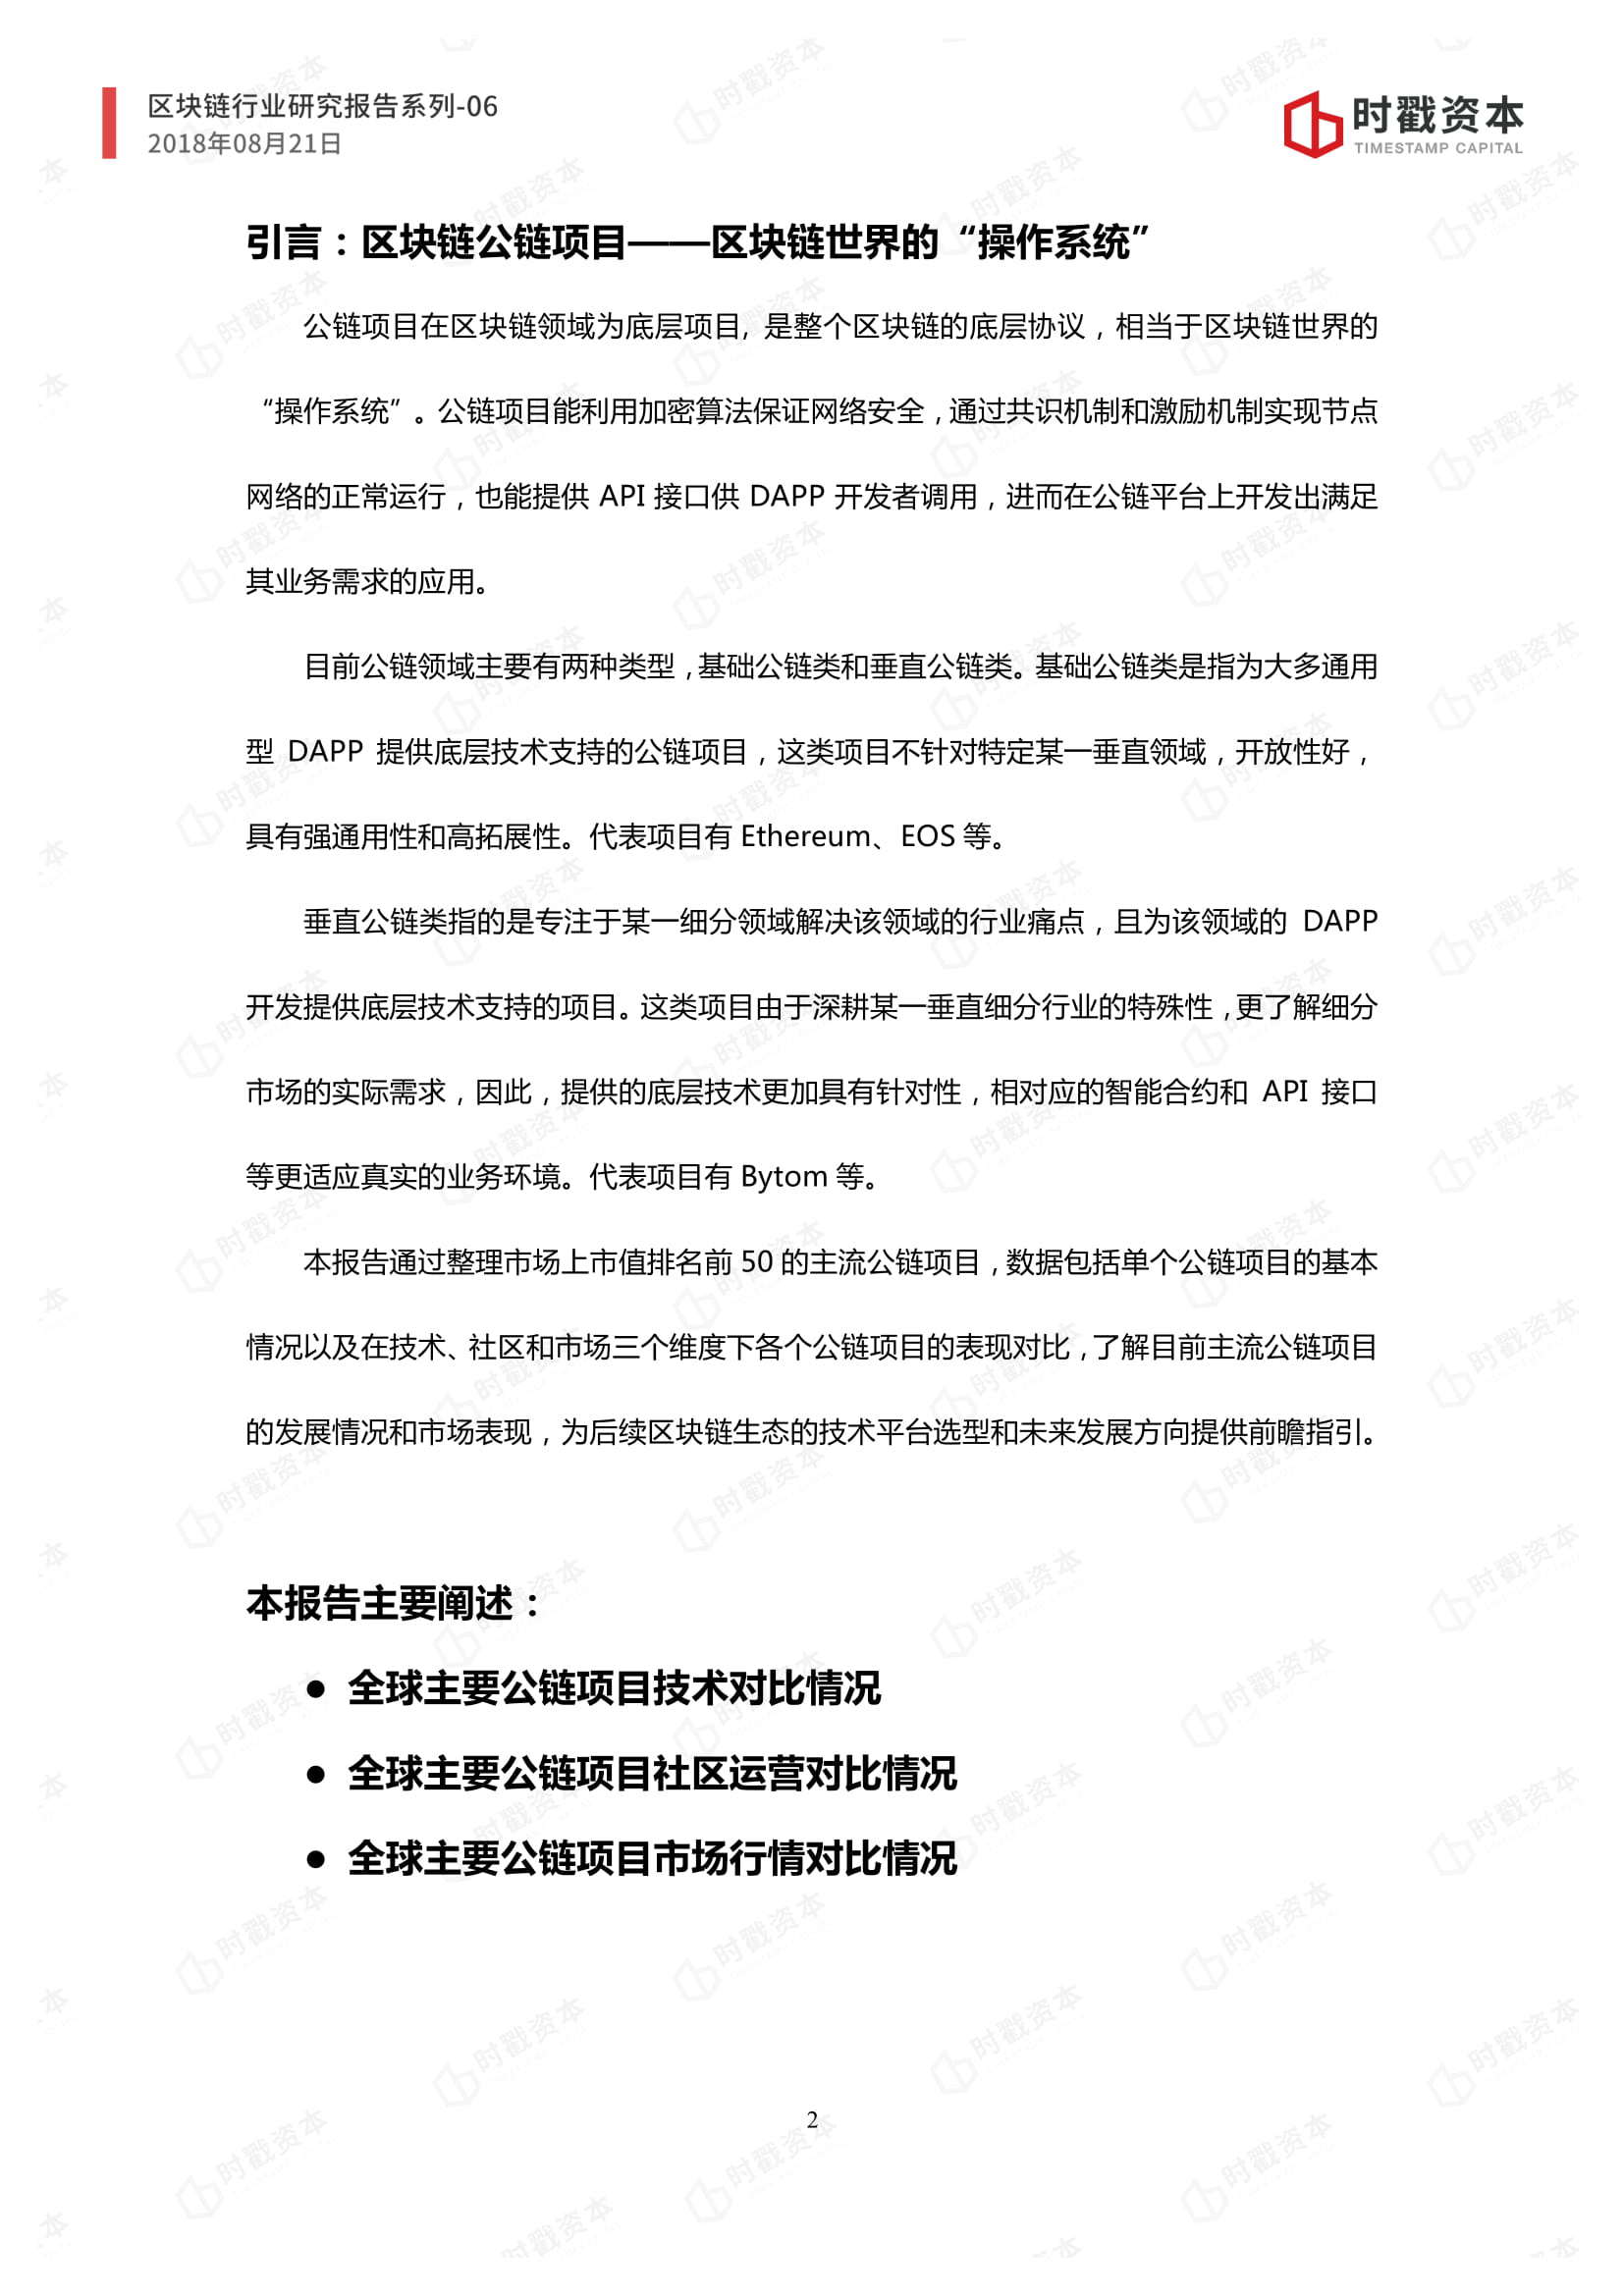 区块链行业研究报告系列-06
2018年08月21日
时戳资本
TIMESTAMP CAPITAL
引言：区块链公链项目——区块链世界的“操作系统”
公链项目在区块链领域为底层项目，是整个区块链的底层协议，相当于区块链世界的
“操作系统”。公链项目能利用加密算法保证网络安全，通过共识机制和激励机制实现节点
网络的正常运行，也能提供 API 接口供 DAPP 开发者调用，进而在公链平台上开发出满足
其业务需求的应用。
目前公链领域主要有两种类型，基础公链类和垂直公链类。基础公链类是指为大多通用
型 DAPP 提供底层技术支持的公链项目，这类项目不针对特定某一垂直领域，开放性好，
具有强通用性和高拓展性。代表项目有 Ethereum、EOS 等。
垂直公链类指的是专注于某一细分领域解决该领域的行业痛点，且为该领域的 DAPP
开发提供底层技术支持的项目。这类项目由于深耕某一垂直细分行业的特殊性，更了解细分
市场的实际需求，因此，提供的底层技术更加具有针对性，相对应的智能合约和 API 接口
等更适应真实的业务环境。代表项目有 Bytom 等。
本报告通过整理市场上市值排名前 50 的主流公链项目，数据包括单个公链项目的基本
情况以及在技术、社区和市场三个维度下各个公链项目的表现对比，了解目前主流公链项目
的发展情况和市场表现，为后续区块链生态的技术平台选型和未来发展方向提供前瞻指引。
本报告主要阐述：
● 全球主要公链项目技术对比情况
● 全球主要公链项目社区运营对比情况
● 全球主要公链项目市场行情对比情况
2